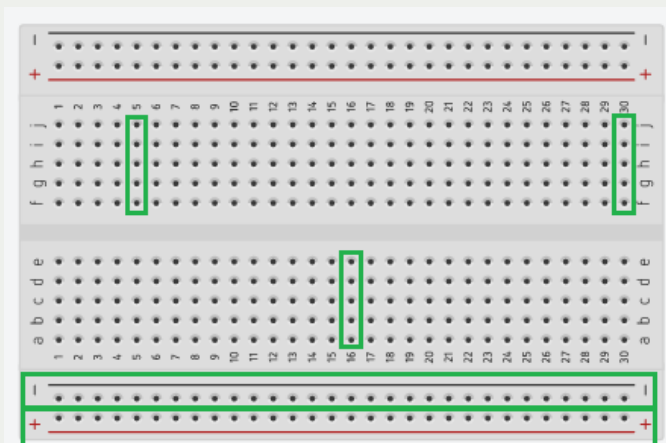 − −
+ +
1 2 3 4 5 6 7 8 9 10 11 12 13 14 15 16 17 18 19 20 21 22 23 24 25 26 27 28 29 30
j j
i i
h h
g g
f f
e e
d d
c c
b b
a a
1 2 3 4 5 6 7 8 9 10 11 12 13 14 15 16 17 18 19 20 21 22 23 24 25 26 27 28 29 30
− −
+ +